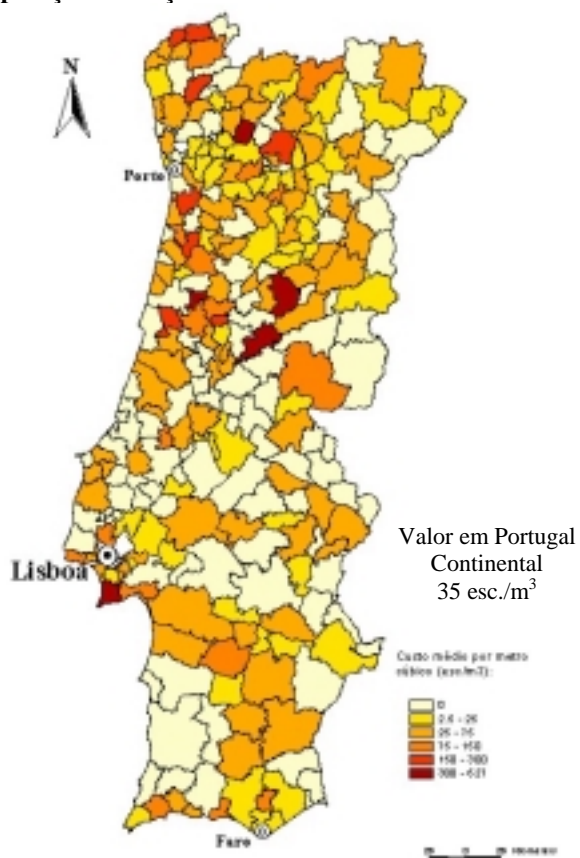 N
Porto
Lisboa
Valor em Portugal
Continental
35 esc./m³
Custo médio por metro
cúbico (esc/m3):
0
2.5 - 25
25 - 75
75 - 150
150 - 300
300 - 621
Faro